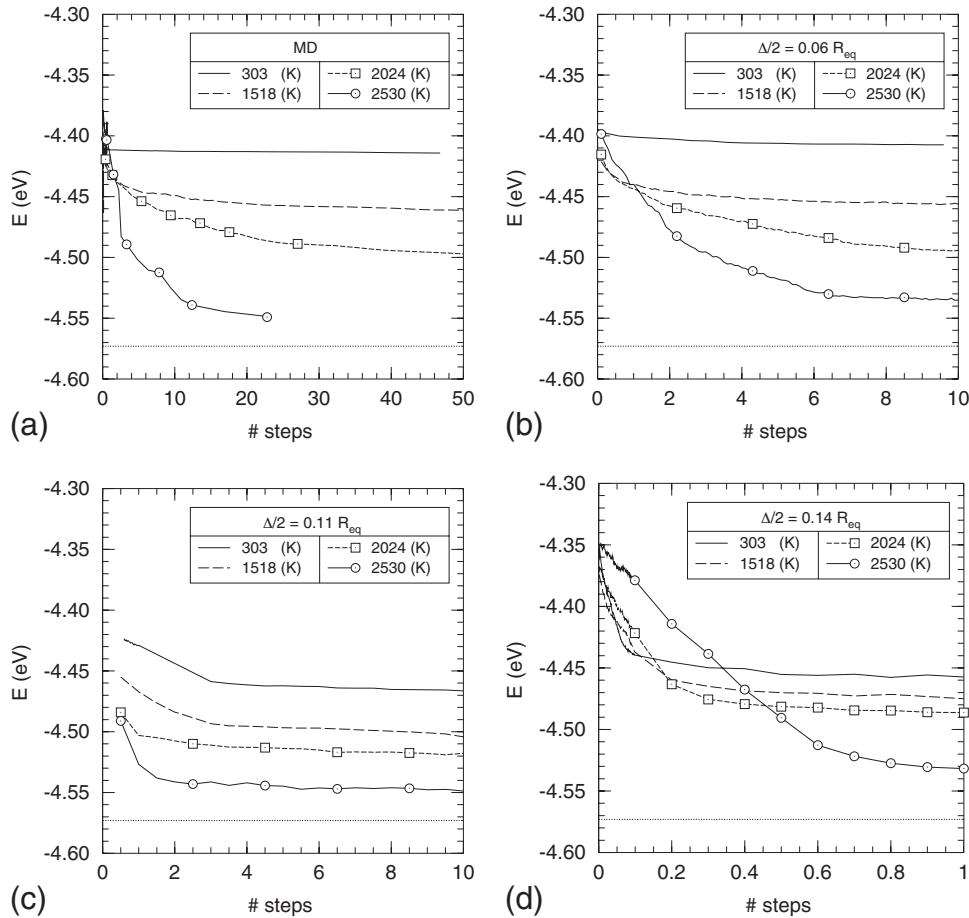 -4.30
-4.35
-4.40
-4.45
-4.50
-4.55
-4.60
E (eV)
MD
303 (K) 2024 (K)
1518 (K) 2530 (K)
0 10 20 30 40 50
# steps
(a)
-4.30
-4.35
-4.40
-4.45
-4.50
-4.55
-4.60
E (eV)
Δ/2 = 0.06 Req
303 (K) 2024 (K)
1518 (K) 2530 (K)
0 2 4 6 8 10
# steps
(b)
-4.30
-4.35
-4.40
-4.45
-4.50
-4.55
-4.60
E (eV)
Δ/2 = 0.11 Req
303 (K) 2024 (K)
1518 (K) 2530 (K)
0 2 4 6 8 10
# steps
(c)
-4.30
-4.35
-4.40
-4.45
-4.50
-4.55
-4.60
E (eV)
Δ/2 = 0.14 Req
303 (K) 2024 (K)
1518 (K) 2530 (K)
0 0.2 0.4 0.6 0.8 1
# steps
(d)